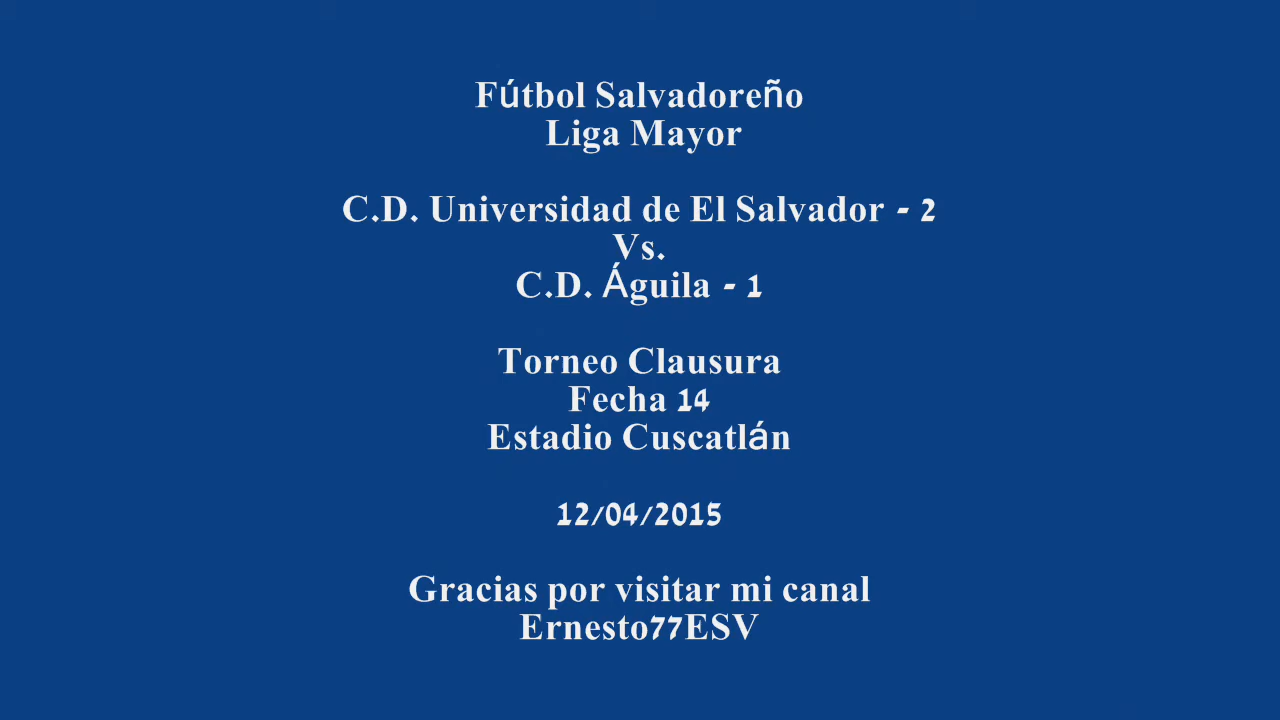 Fútbol Salvadoreño
Liga Mayor
C.D. Universidad de El Salvador - 2
Vs.
C.D. Águila - 1
Torneo Clausura
Fecha 14
Estadio Cuscatlán
12/04/2015
Gracias por visitar mi canal
Ernesto77ESV